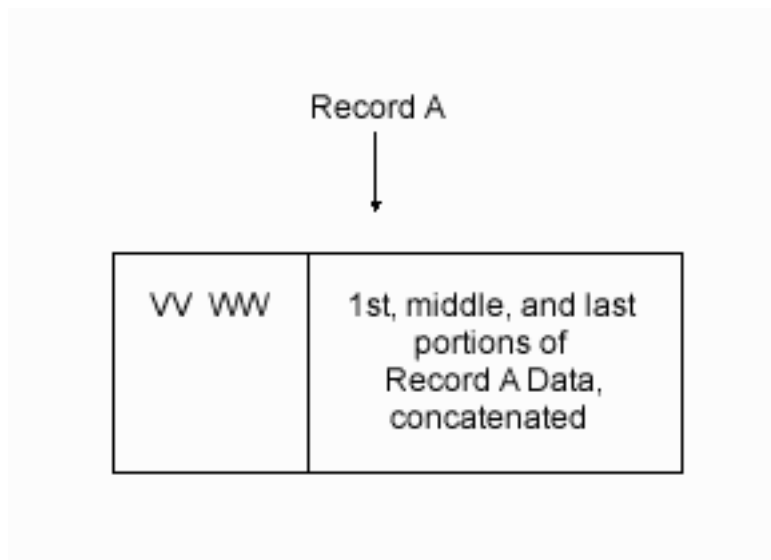 Record A
VV WW
1st, middle, and last
portions of
Record A Data,
concatenated